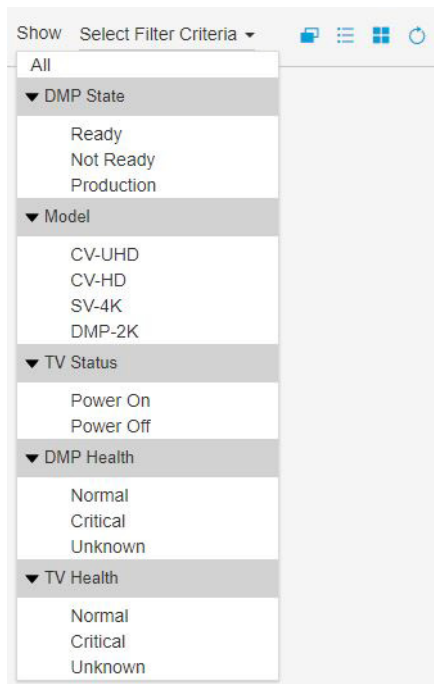 Show Select Filter Criteria
All
DMP State
Ready
Not Ready
Production
Model
CV-UHD
CV-HD
SV-4K
DMP-2K
TV Status
Power On
Power Off
DMP Health
Normal
Critical
Unknown
TV Health
Normal
Critical
Unknown